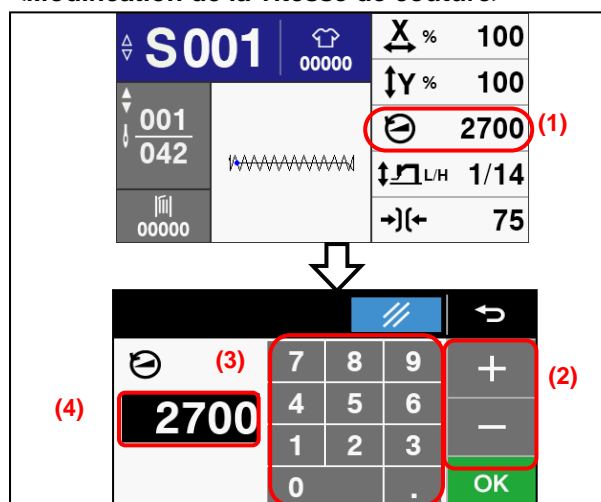 Modification de la Vitesse de couture
S001
00000
X % 100
Y % 100
001
042
2700
(1)
L/H 1/14
00000
75
(3)
7 8 9 +
(2)
(4)
2700
4 5 6 −
1 2 3
0 . OK